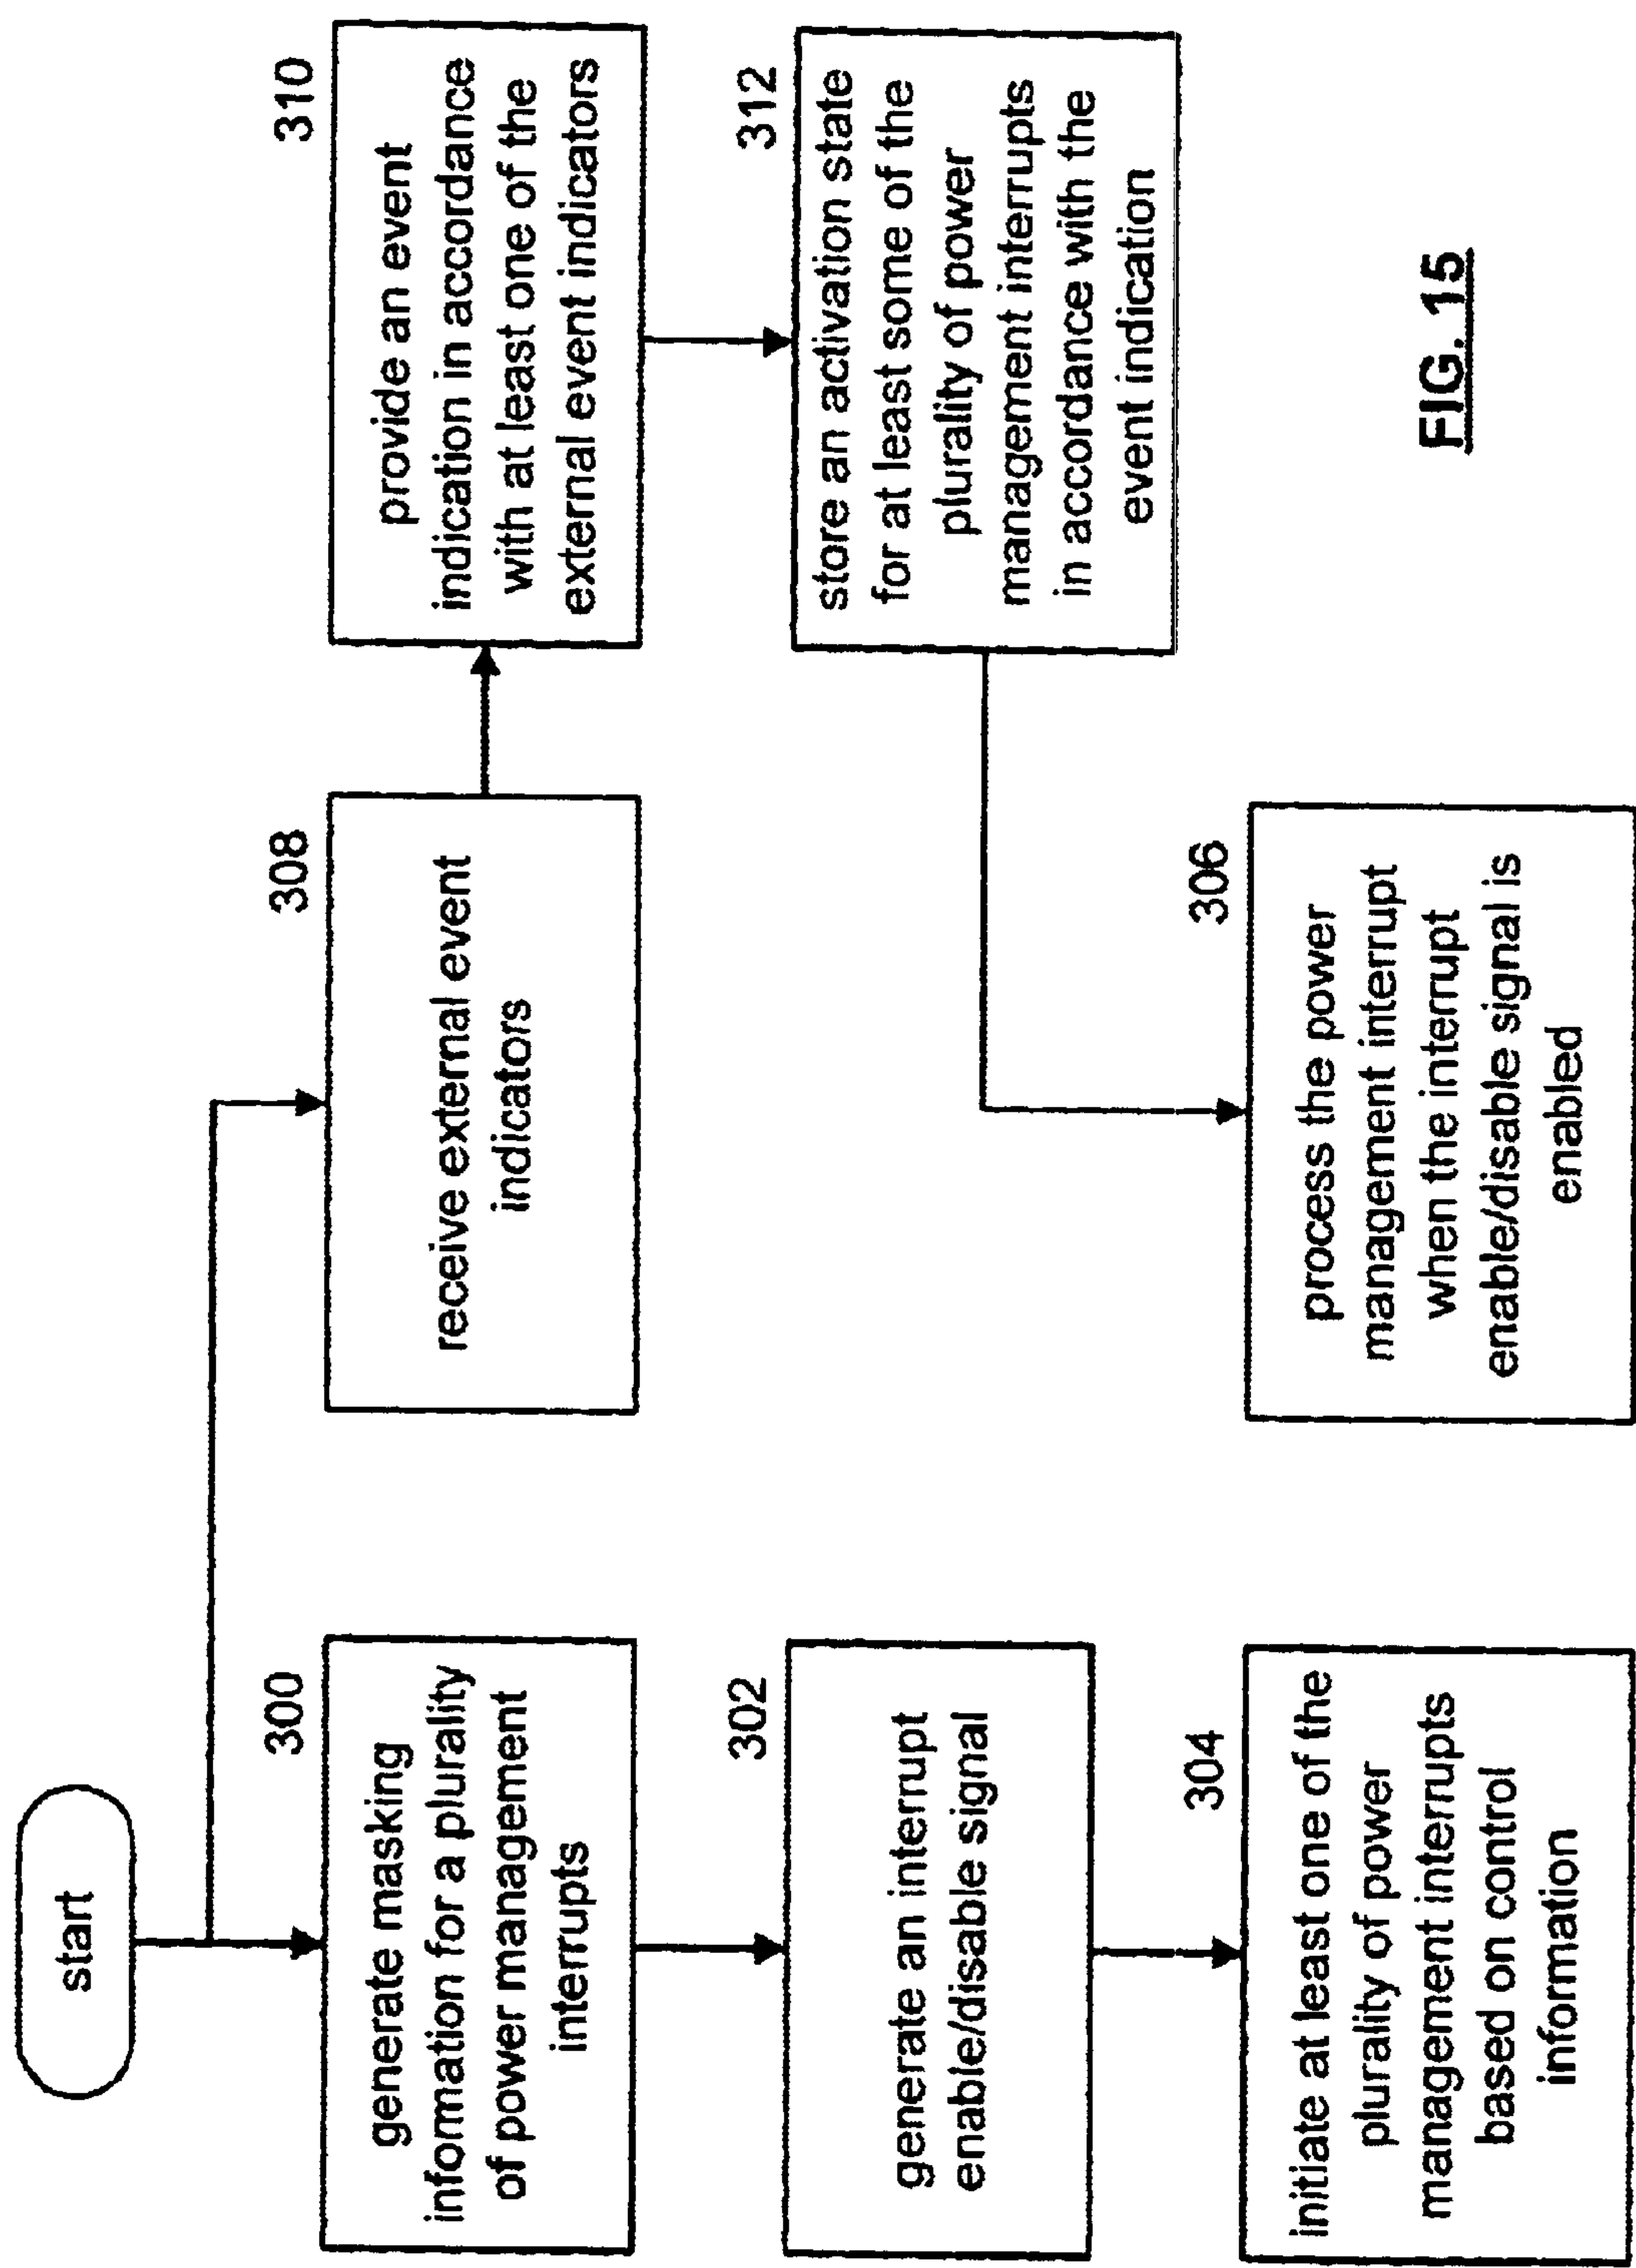 start
300
generate masking
information for a plurality
of power management
interrupts
302
generate an interrupt
enable/disable signal
304
initiate at least one of the
plurality of power
management interrupts
based on control
information
308
receive external event
indicators
310
provide an event
indication in accordance
with at least one of the
external event indicators
312
store an activation state
for at least some of the
plurality of power
management interrupts
in accordance with the
event indication
306
process the power
management interrupt
when the interrupt
enable/disable signal is
enabled
FIG. 15